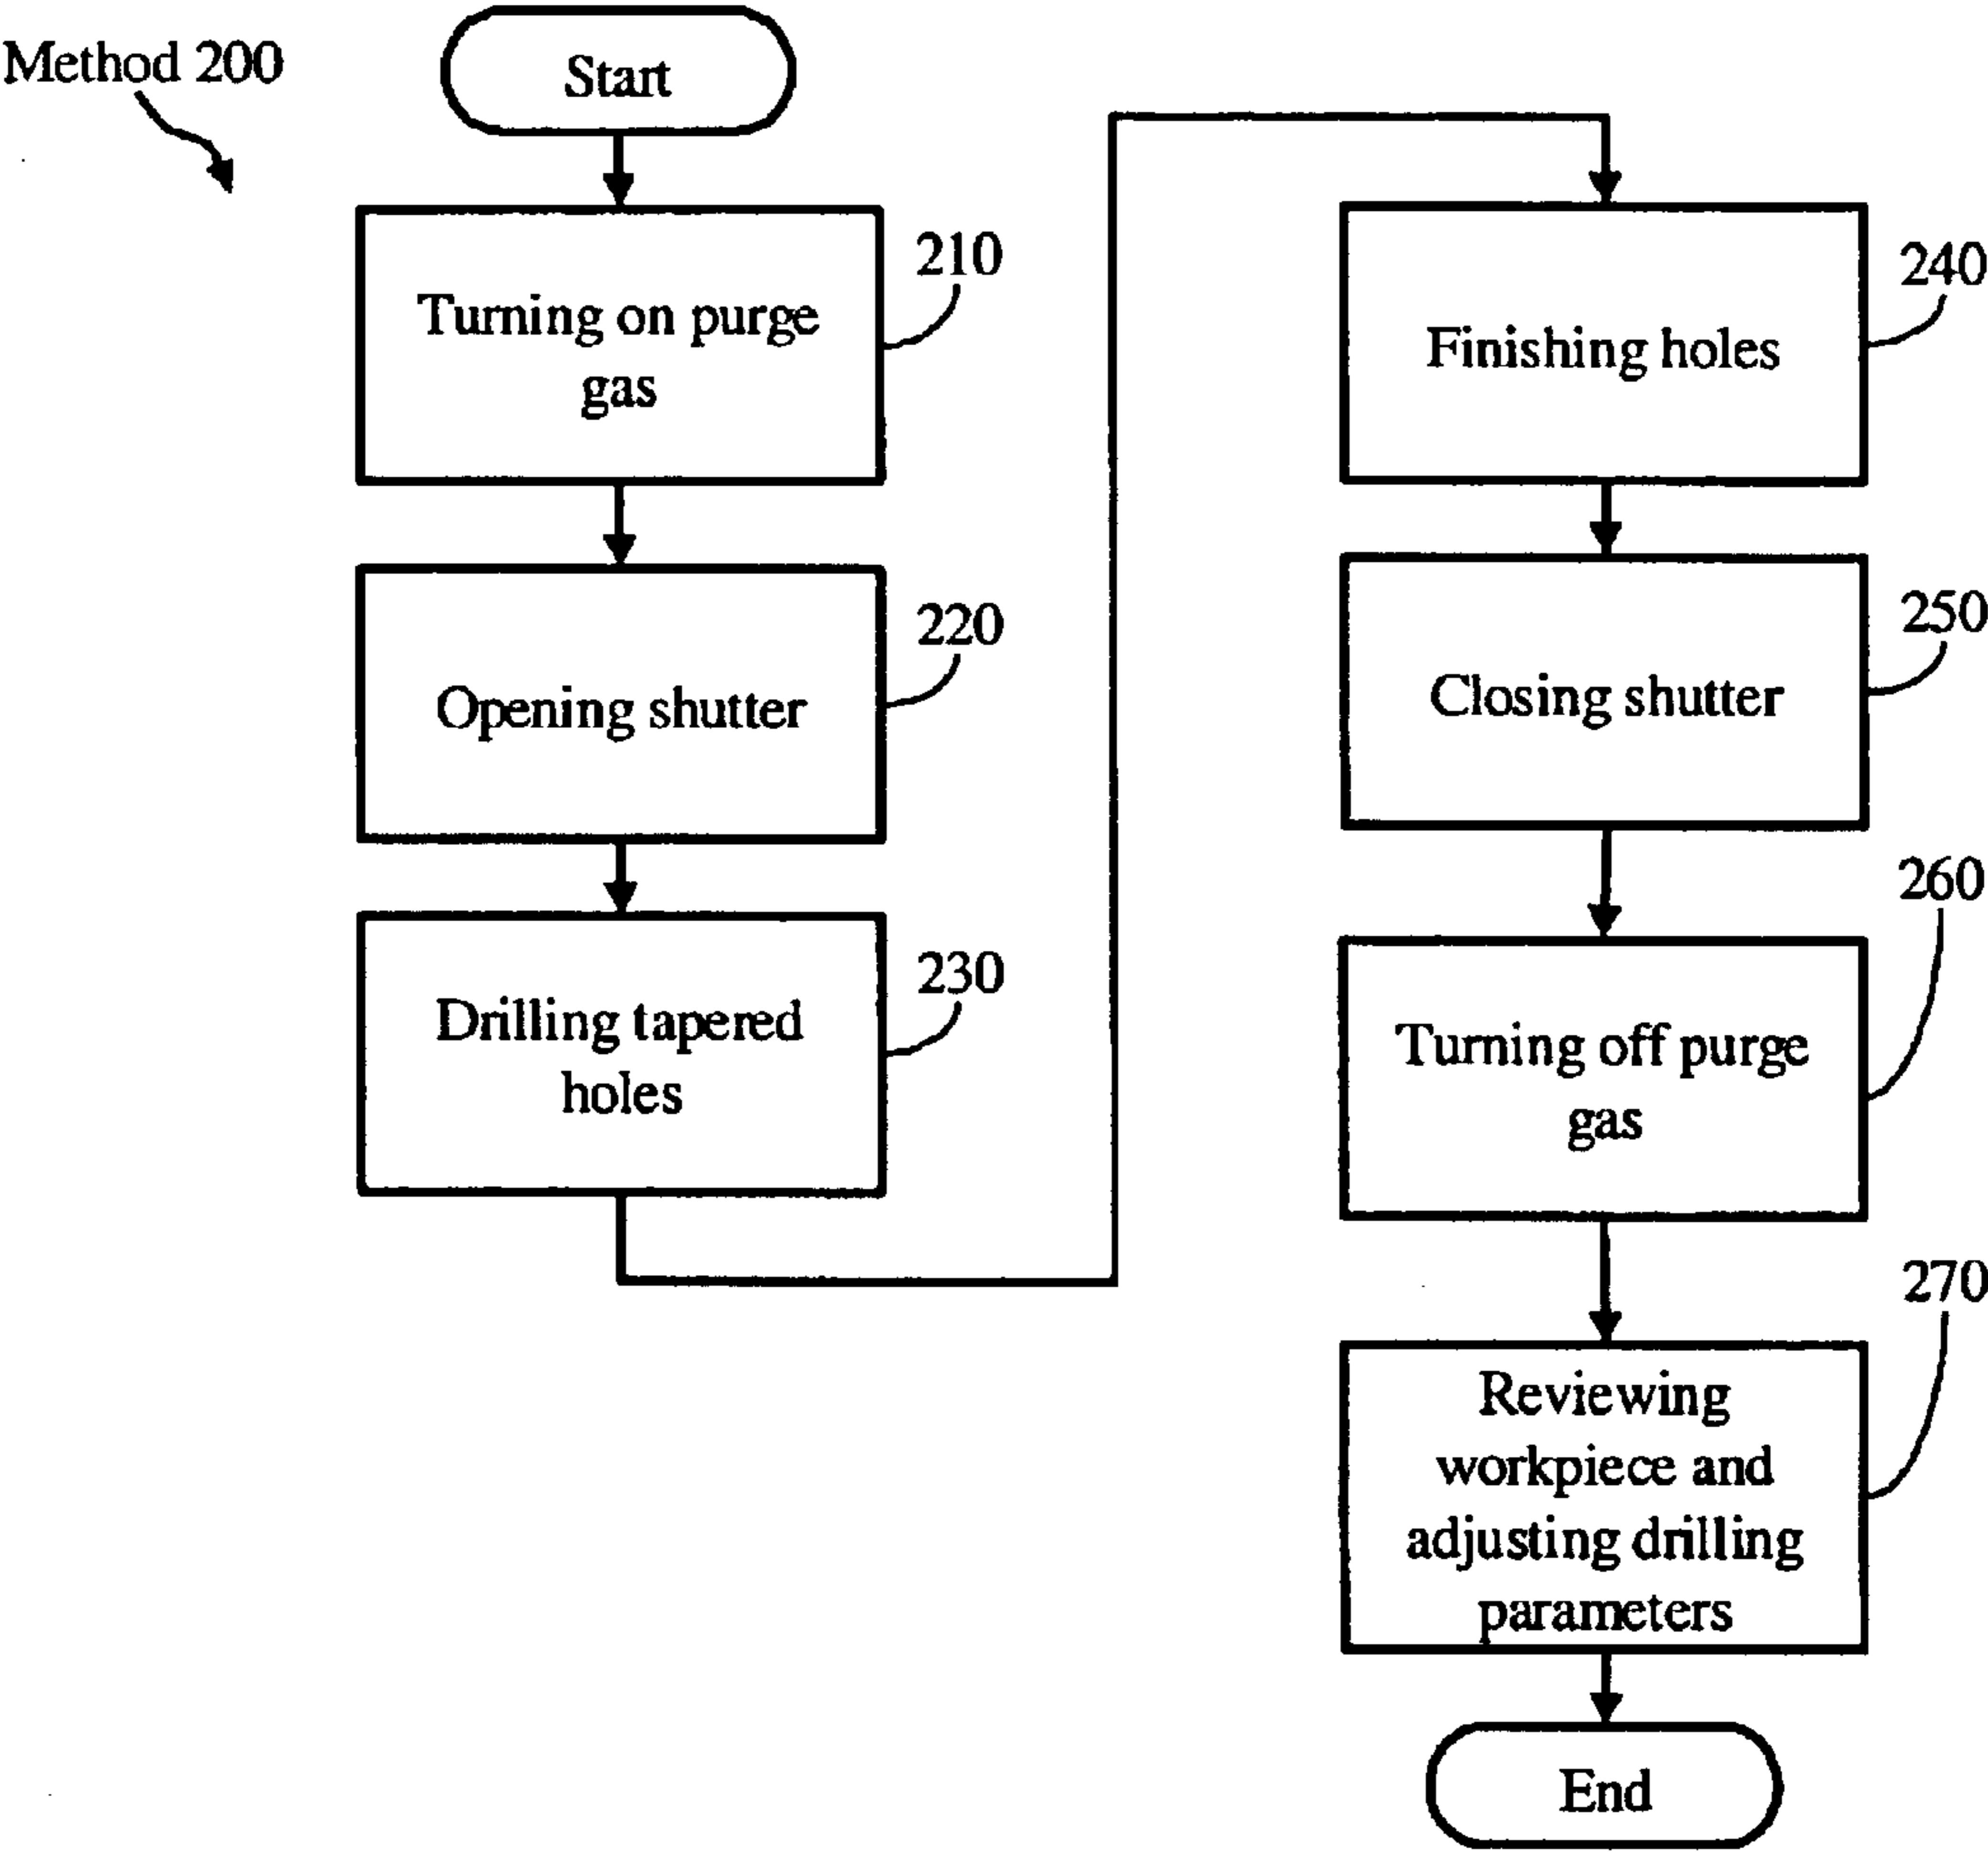 Method 200
Start
Turning on purge
gas
210
Opening shutter
220
Drilling tapered
holes
230
Finishing holes
240
Closing shutter
250
Turning off purge
gas
260
Reviewing
workpiece and
adjusting drilling
parameters
270
End